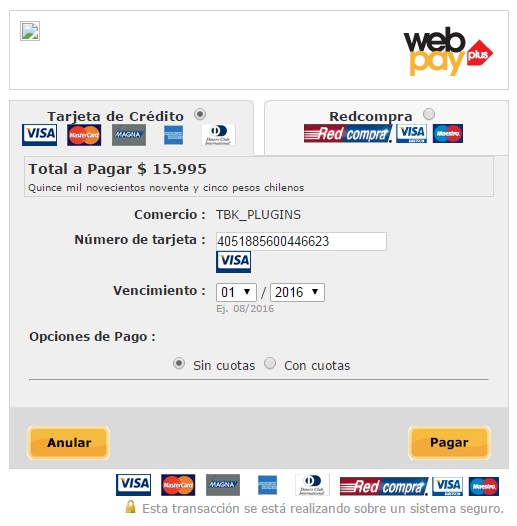 web
pay plus
Tarjeta de Crédito
Redcompra
VISA MasterCard MAGNA Diners Club International
Redcompra VISA Maestro
Total a Pagar $ 15.995
Quince mil novecientos noventa y cinco pesos chilenos
Comercio : TBK_PLUGINS
Número de tarjeta : 4051885600446623
VISA
Vencimiento : 01 / 2016
Ej. 08/2016
Opciones de Pago :
Sin cuotas Con cuotas
Anular Pagar
VISA MasterCard MAGNA Diners Club International Redcompra VISA Maestro
Esta transacción se está realizando sobre un sistema seguro.